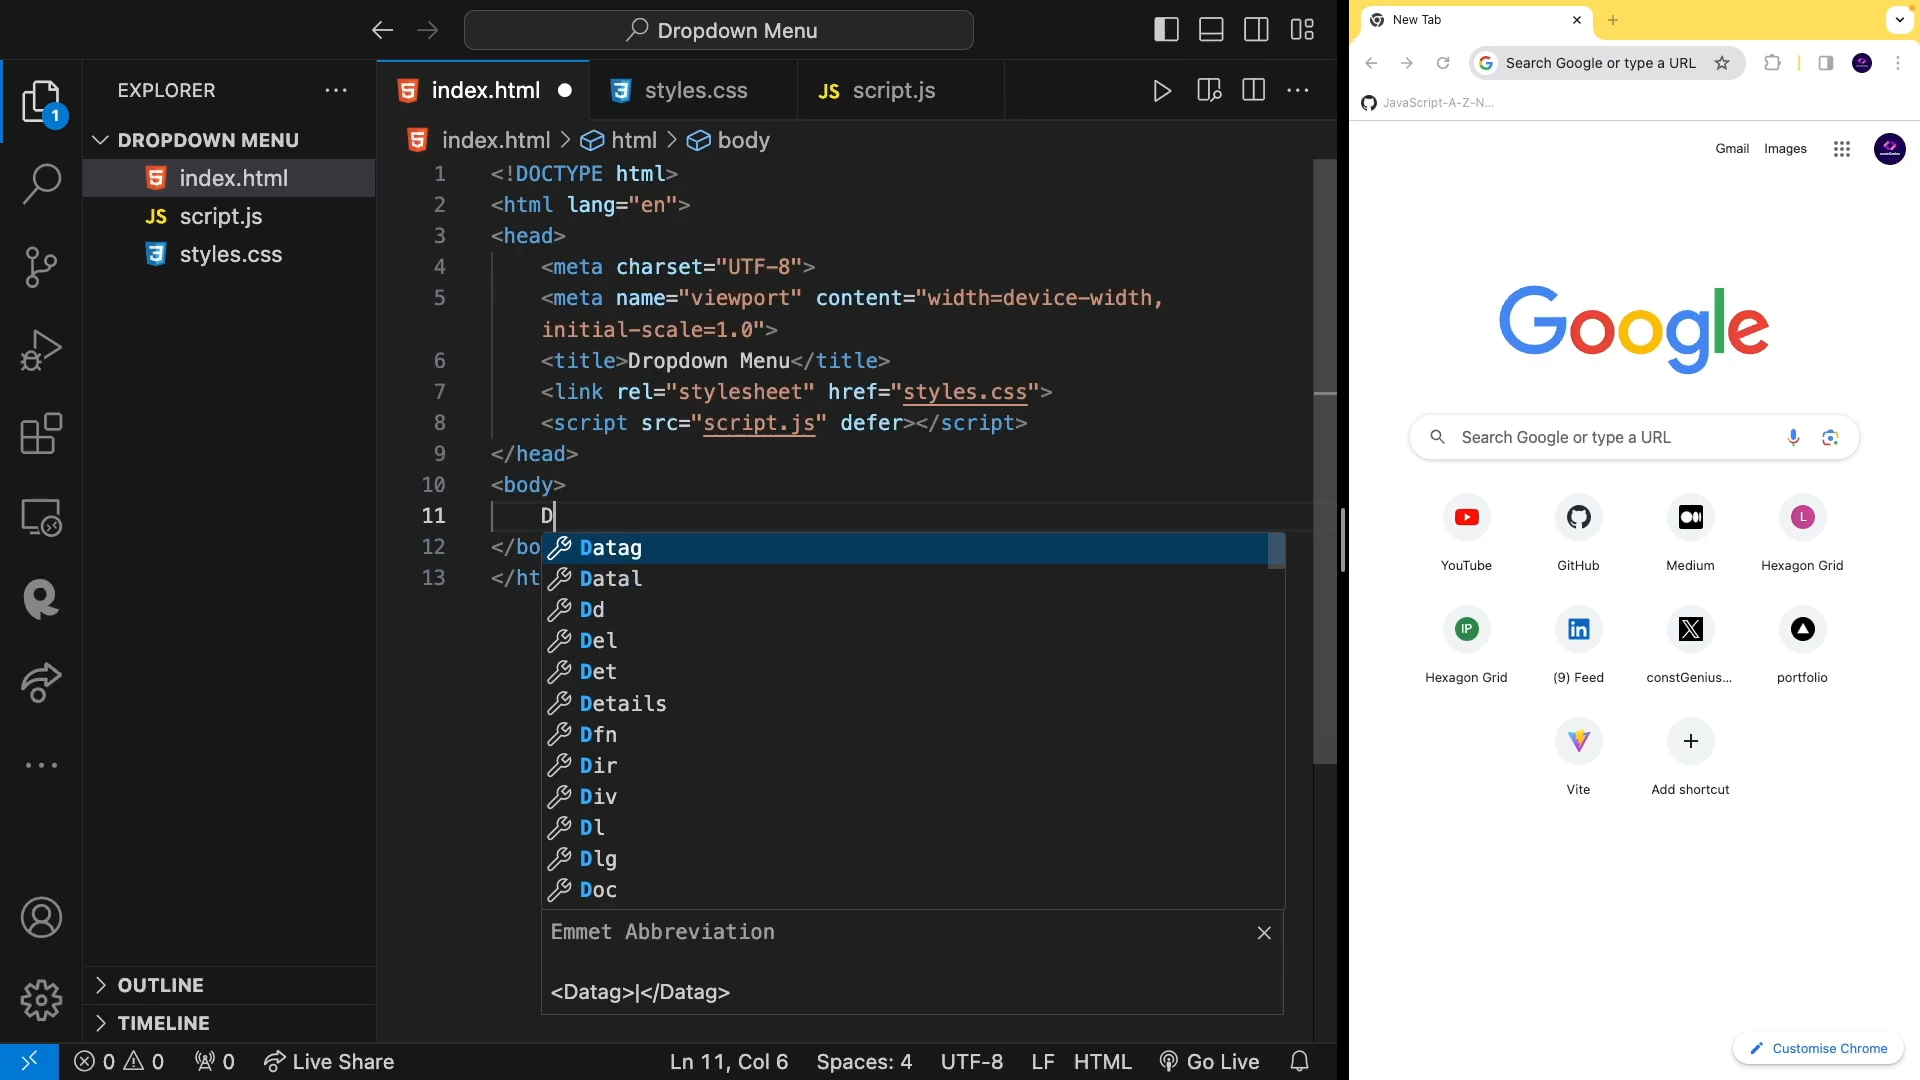 Dropdown Menu
EXPLORER
1
DROPDOWN MENU
index.html
script.js
styles.css
OUTLINE
TIMELINE
index.html
styles.css
JS script.js
index.html > html > body
1 <!DOCTYPE html>
2 <html lang="en">
3 <head>
4 <meta charset="UTF-8">
5 <meta name="viewport" content="width=device-width,
initial-scale=1.0">
6 <title>Dropdown Menu</title>
7 <link rel="stylesheet" href="styles.css">
8 <script src="script.js" defer></script>
9 </head>
10 <body>
11 D
12 </bo
13 </ht
Datag
Datal
Dd
Del
Det
Details
Dfn
Dir
Div
Dl
Dlg
Doc
Emmet Abbreviation
<Datag>|</Datag>
0 0 0 Live Share Ln 11, Col 6 Spaces: 4 UTF-8 LF HTML Go Live
New Tab
Search Google or type a URL
JavaScript-A-Z-N...
Gmail Images
Google
Search Google or type a URL
YouTube GitHub Medium Hexagon Grid
Hexagon Grid (9) Feed constGenius... portfolio
Vite Add shortcut
Customise Chrome